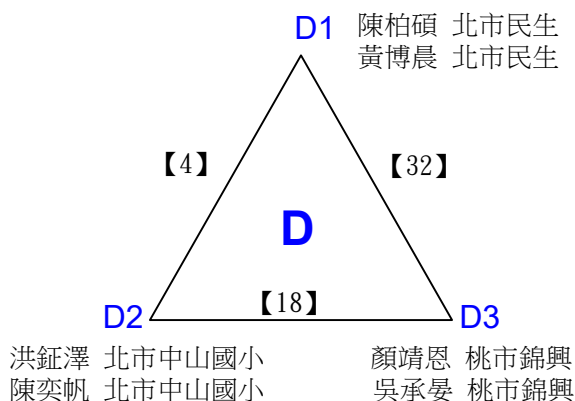 D1
陳柏碩 北市民生
黃博晨 北市民生
【4】
【32】
D
【18】
D2
D3
洪鉦澤 北市中山國小
陳奕帆 北市中山國小
顏靖恩 桃市錦興
吳承晏 桃市錦興